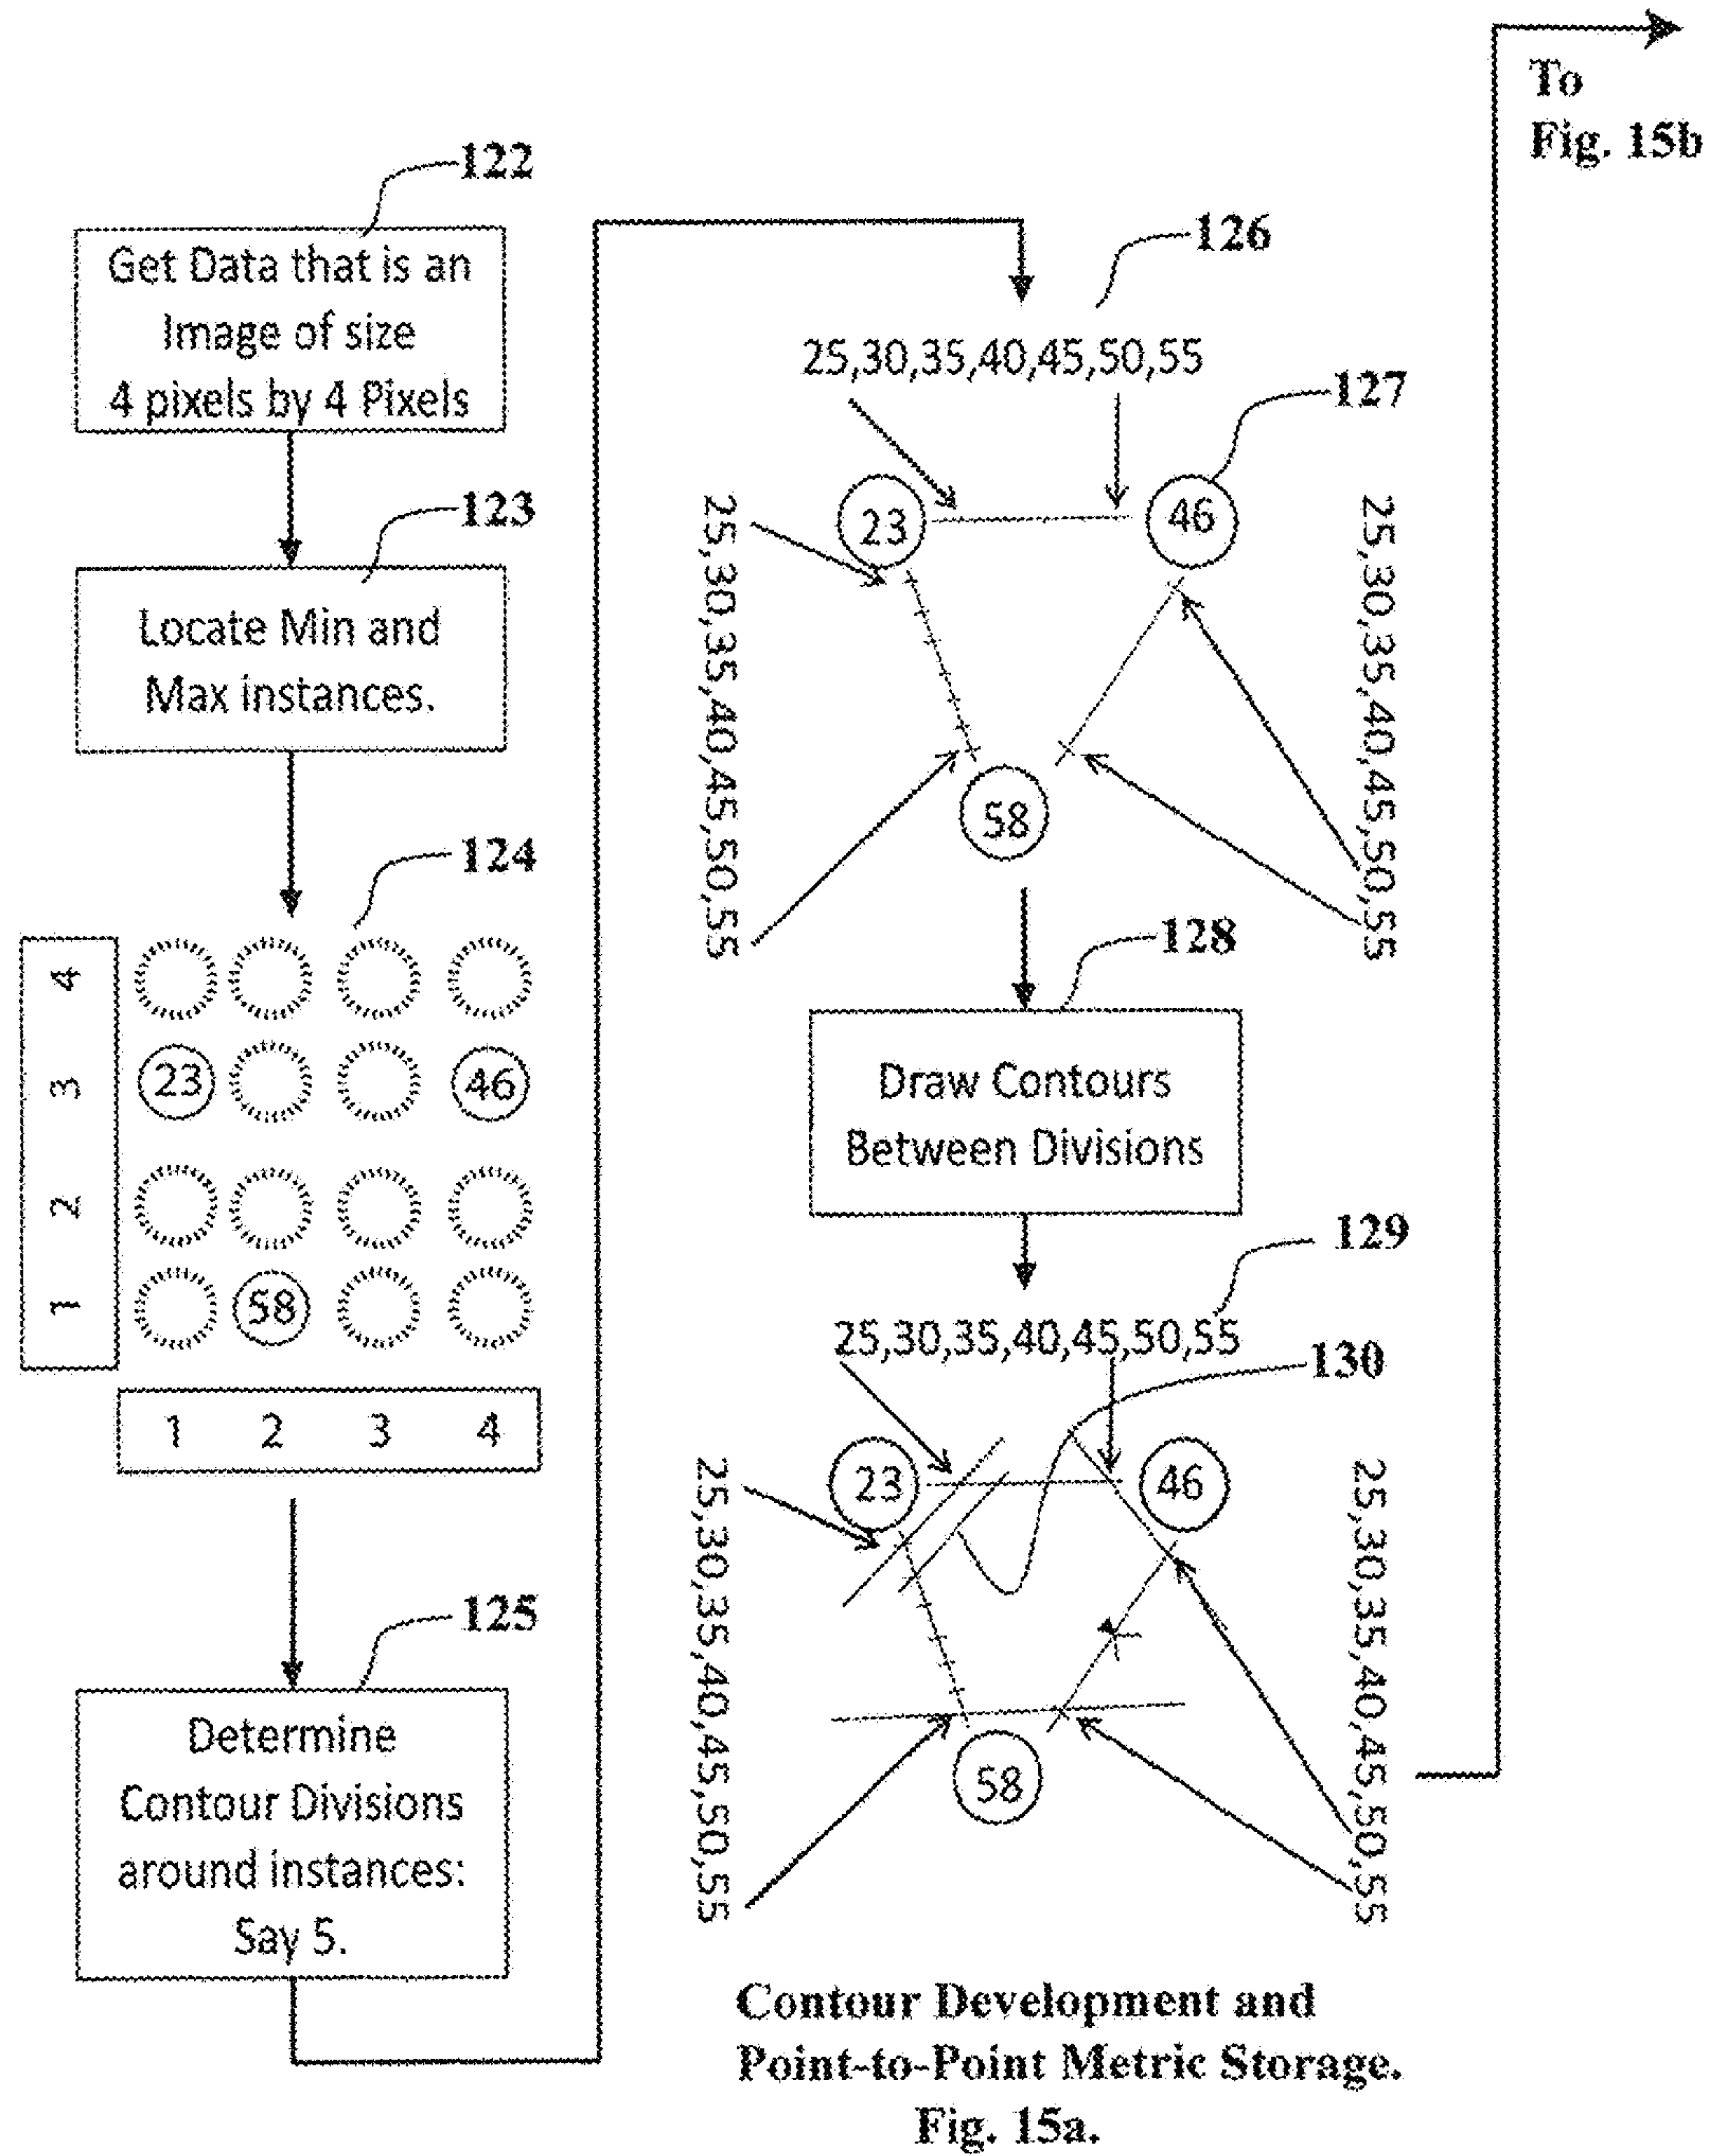 To
Fig. 15b
122
Get Data that is an
Image of size
4 pixels by 4 Pixels
123
Locate Min and
Max instances.
124
4
3
2
1
23
46
58
1 2 3 4
125
Determine
Contour Divisions
around instances:
Say 5.
126
25,30,35,40,45,50,55
127
23
46
58
25,30,35,40,45,50,55
25,30,35,40,45,50,55
128
Draw Contours
Between Divisions
129
25,30,35,40,45,50,55
130
23
46
58
25,30,35,40,45,50,55
25,30,35,40,45,50,55
Contour Development and
Point-to-Point Metric Storage.
Fig. 15a.